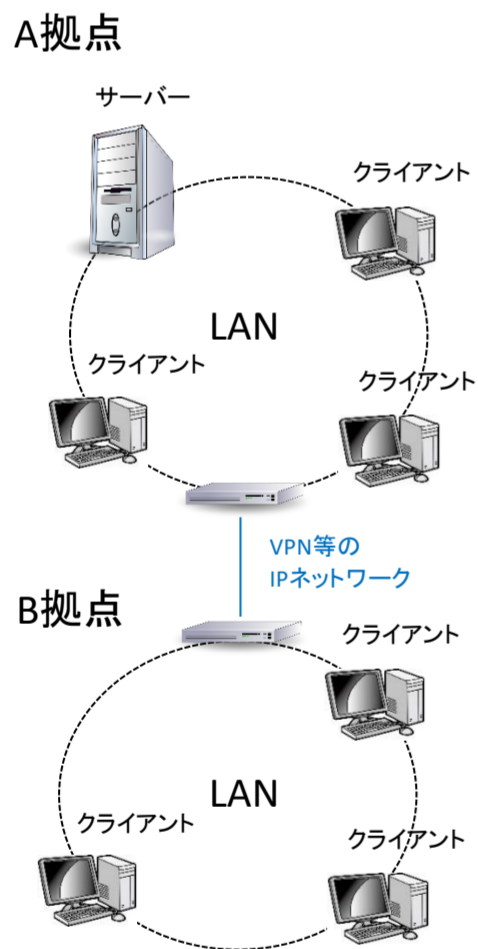 A拠点
サーバー
クライアント
LAN
クライアント
クライアント
VPN等の
IPネットワーク
B拠点
クライアント
LAN
クライアント
クライアント